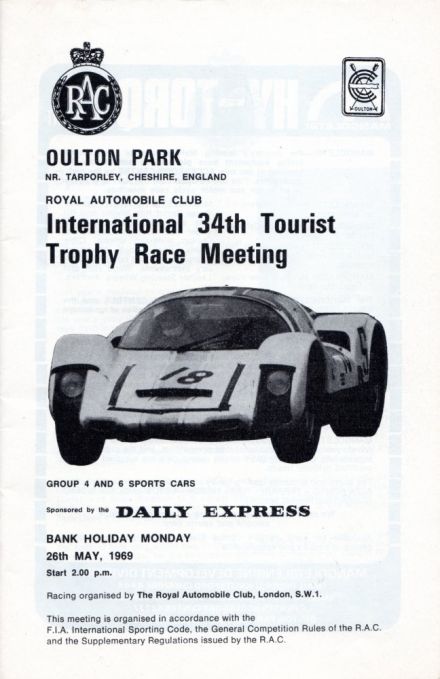 RAC
OULTON
OULTON PARK
NR. TARPORLEY, CHESHIRE, ENGLAND
ROYAL AUTOMOBILE CLUB
International 34th Tourist
Trophy Race Meeting
18
GROUP 4 AND 6 SPORTS CARS
Sponsored by the DAILY EXPRESS
BANK HOLIDAY MONDAY
26th MAY, 1969
Start 2.00 p.m.
Racing organised by The Royal Automobile Club, London, S.W.1.
This meeting is organised in accordance with the
F.I.A. International Sporting Code, the General Competition Rules of the R.A.C.
and the Supplementary Regulations issued by the R.A.C.